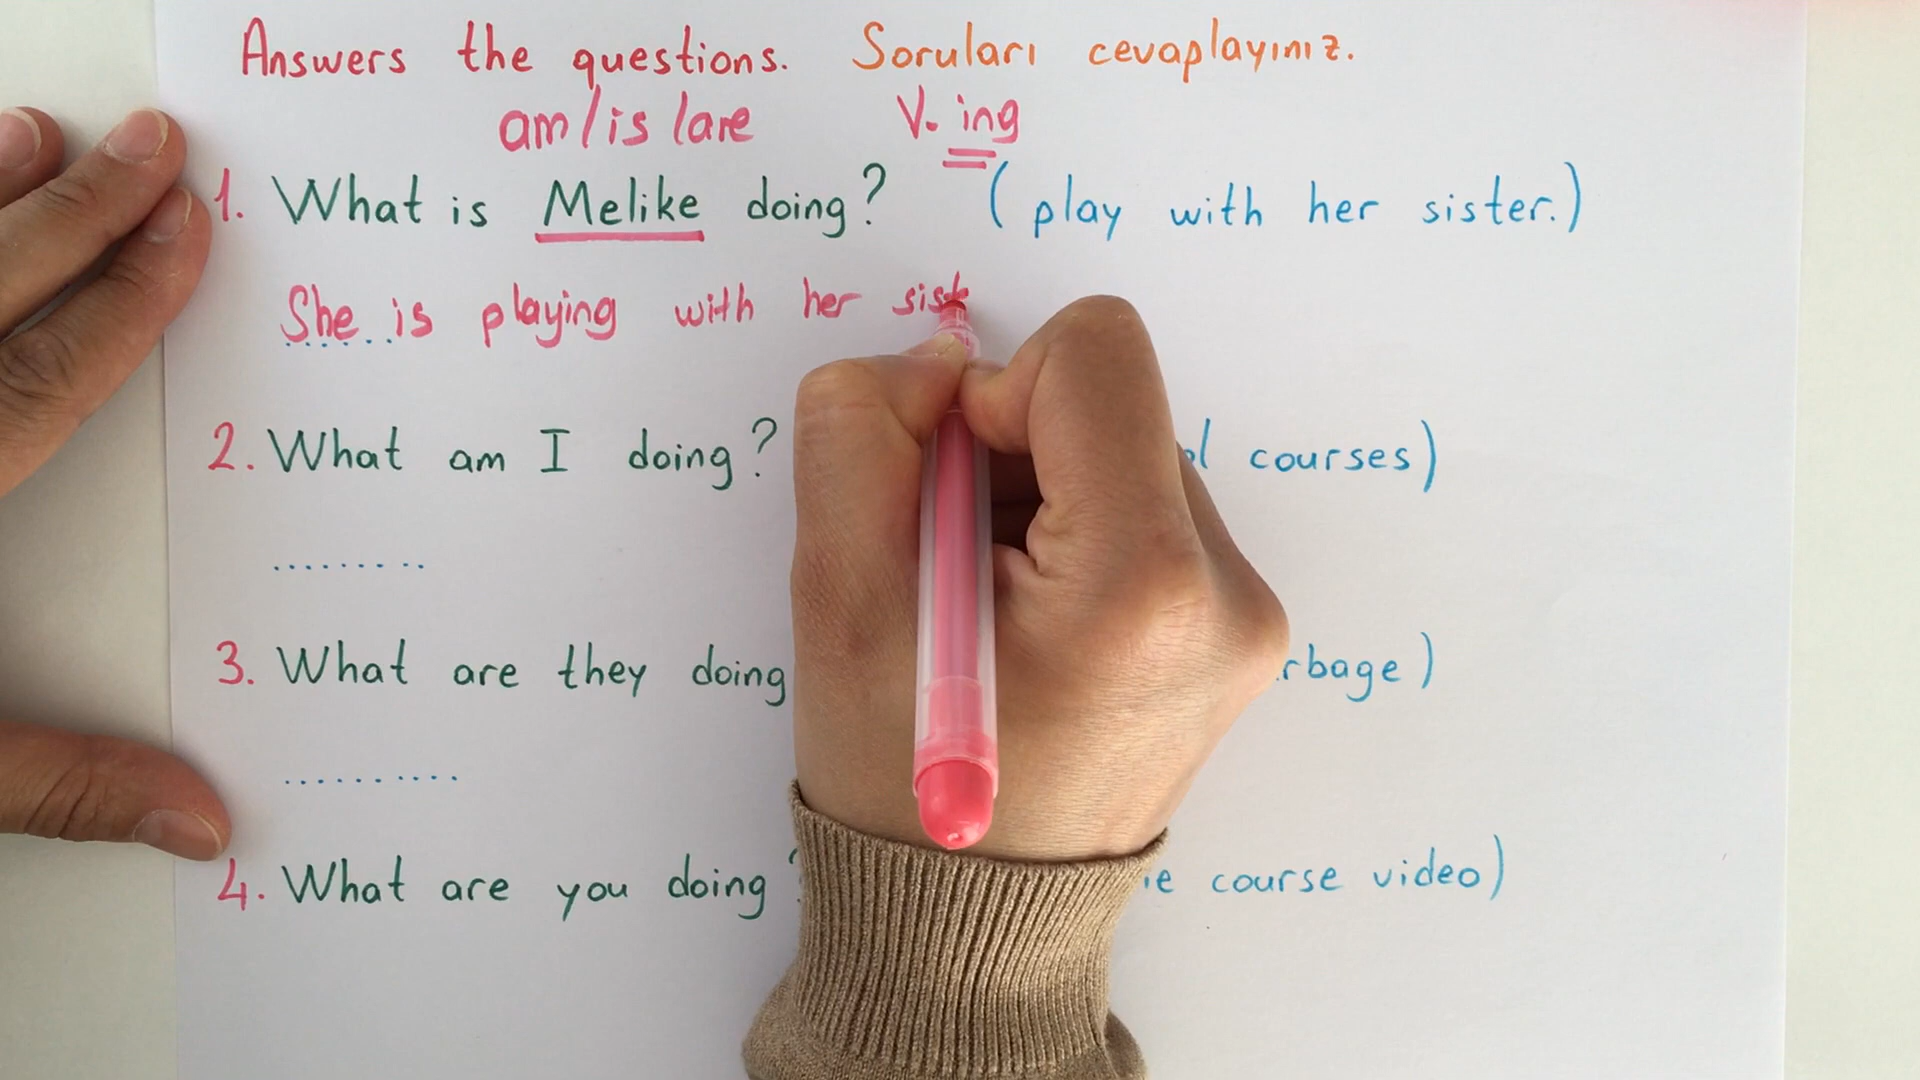 Answers the questions. Soruları cevaplayınız.
am/is/are V. ing
1. What is Melike doing? (play with her sister.)
She is playing with her sist
2. What am I doing? courses)
3. What are they doing
4. What are you doing ? course video)